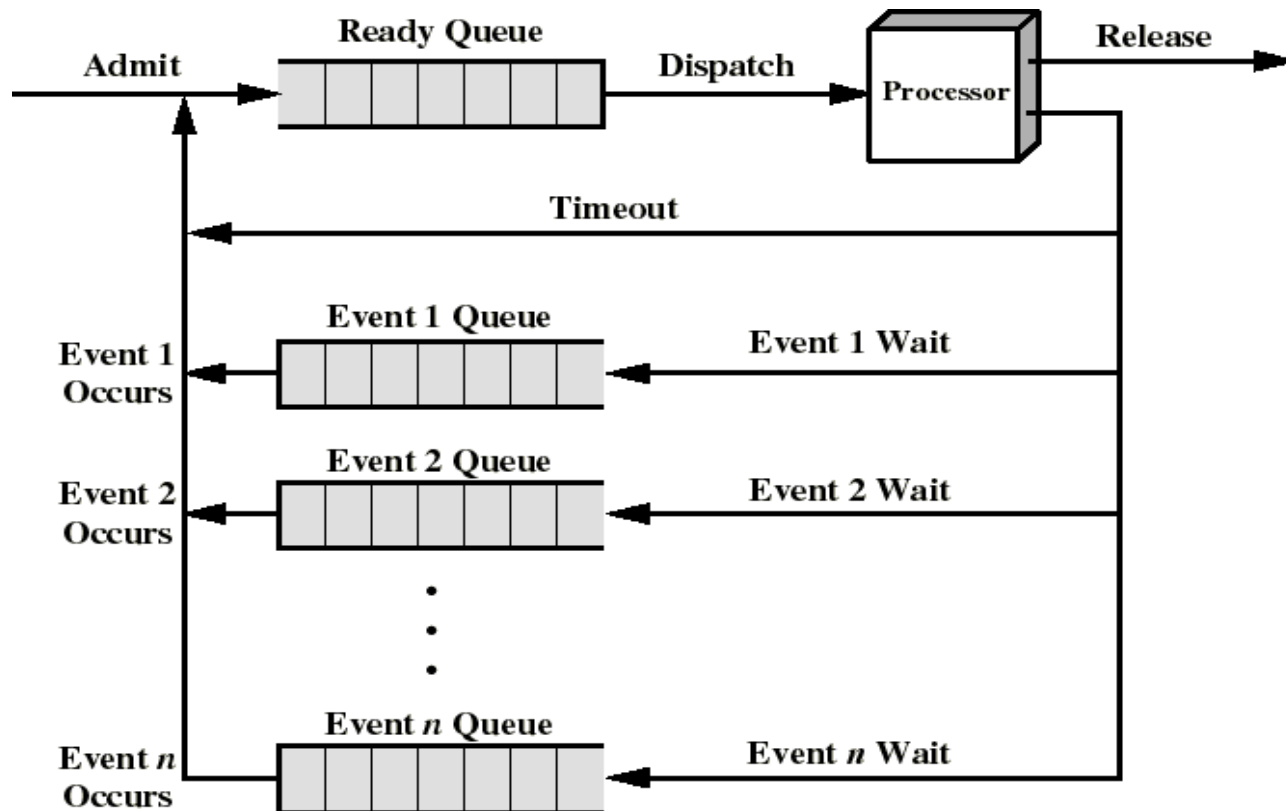 Ready Queue
Admit
Dispatch
Processor
Release
Timeout
Event 1 Queue
Event 1
Occurs
Event 1 Wait
Event 2 Queue
Event 2
Occurs
Event 2 Wait
Event n Queue
Event n
Occurs
Event n Wait